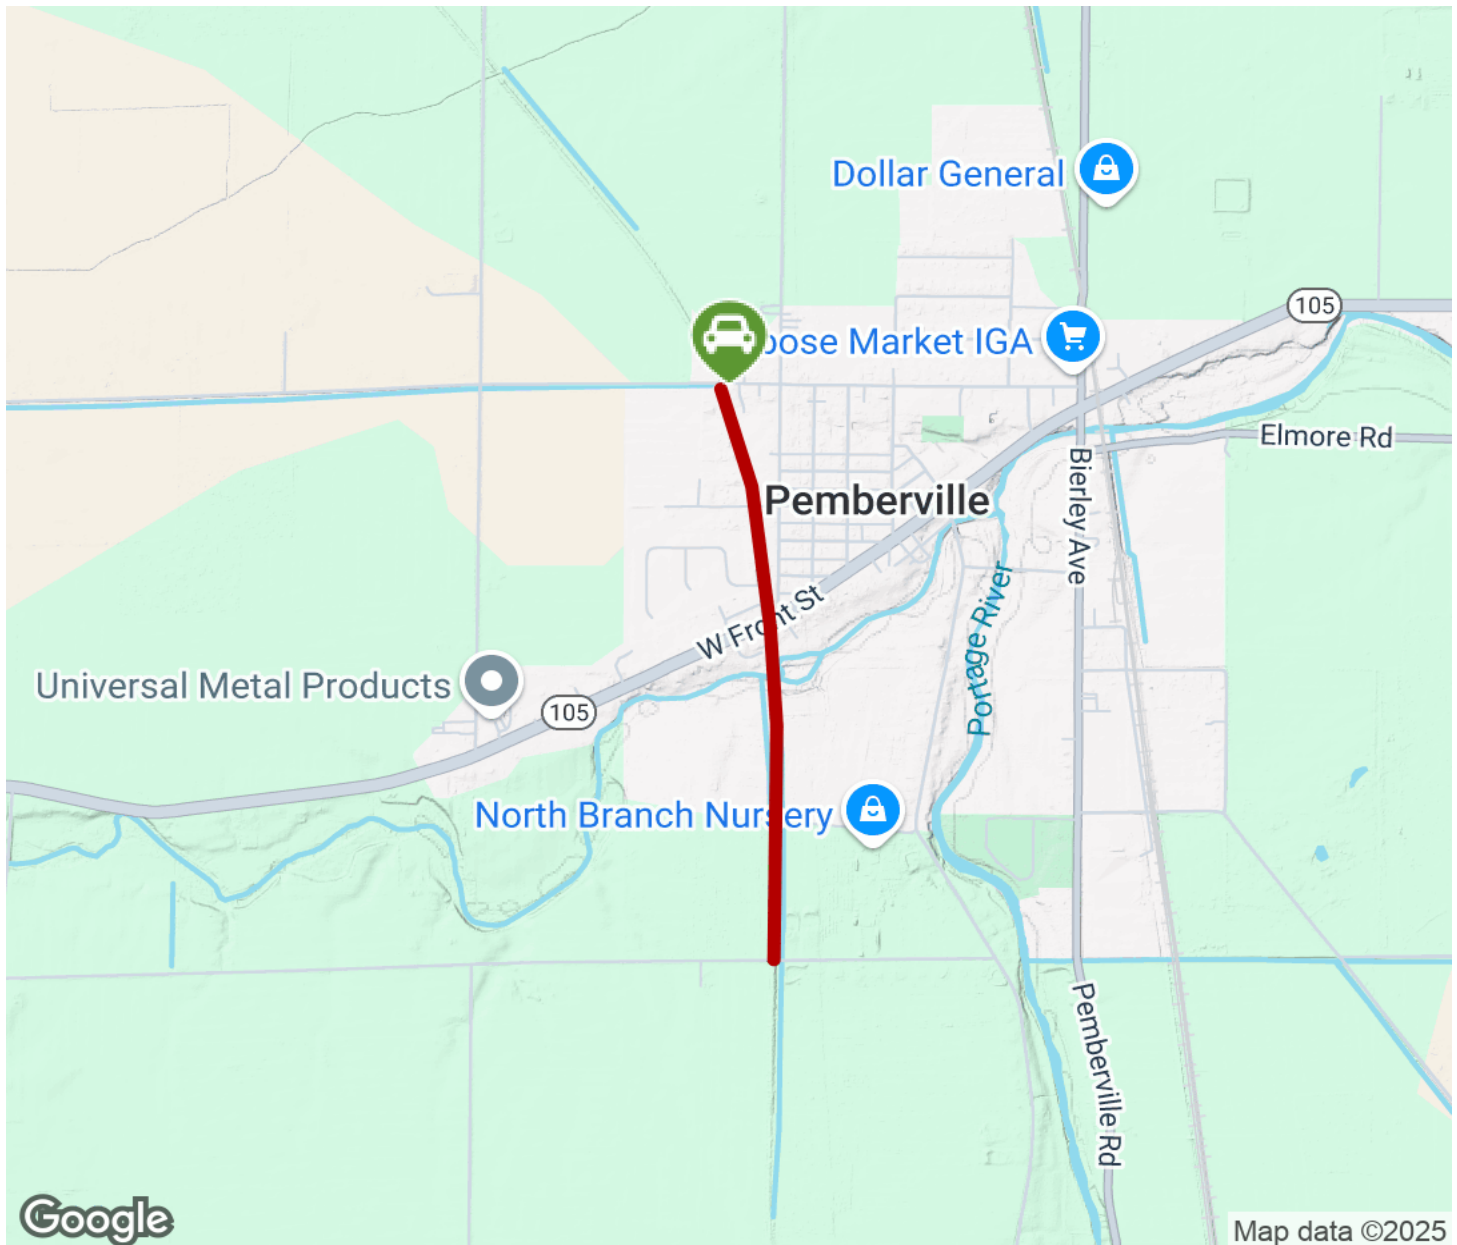 Dollar General
105
oose Market IGA
Elmore Rd
Bierley Ave
Pemberville
W Front St
Portage River
Universal Metal Products
105
North Branch Nursery
Pemberville Rd
Google
Map data ©2025